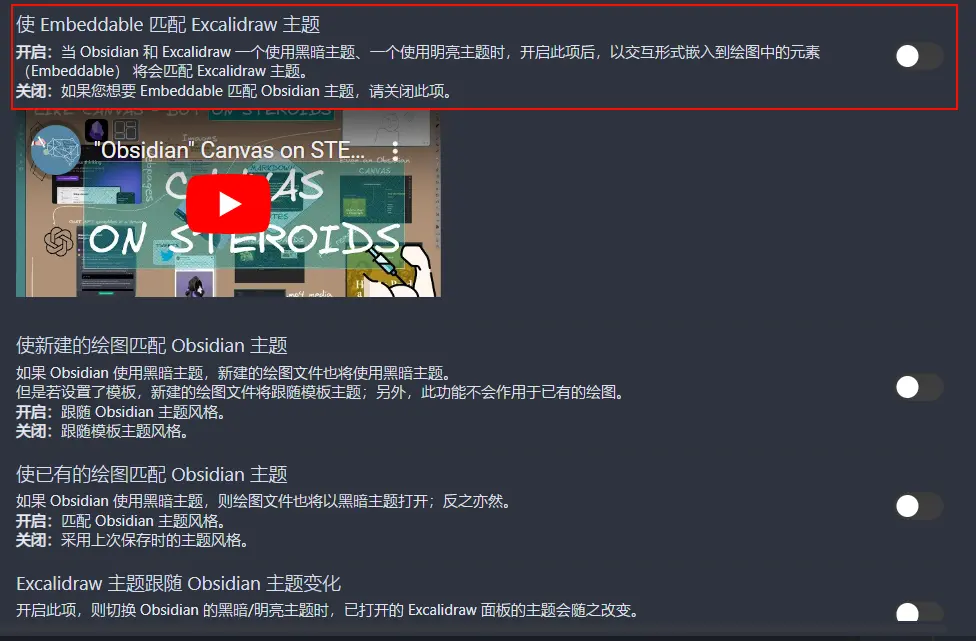 使 Embeddable 匹配 Excalidraw 主题
开启：当 Obsidian 和 Excalidraw 一个使用黑暗主题、一个使用明亮主题时，开启此项后，以交互形式嵌入到绘图中的元素
（Embeddable） 将会匹配 Excalidraw 主题。
关闭：如果您想要 Embeddable 匹配 Obsidian 主题，请关闭此项。
LIKE CANVAS - BUT ON STEROIDS
Images
"Obsidian" Canvas on STE...
CANVAS
ON STEROIDS
使新建的绘图匹配 Obsidian 主题
如果 Obsidian 使用黑暗主题，新建的绘图文件也将使用黑暗主题。
但是若设置了模板，新建的绘图文件将跟随模板主题；另外，此功能不会作用于已有的绘图。
开启：跟随 Obsidian 主题风格。
关闭：跟随模板主题风格。
使已有的绘图匹配 Obsidian 主题
如果 Obsidian 使用黑暗主题，则绘图文件也将以黑暗主题打开；反之亦然。
开启：匹配 Obsidian 主题风格。
关闭：采用上次保存时的主题风格。
Excalidraw 主题跟随 Obsidian 主题变化
开启此项，则切换 Obsidian 的黑暗/明亮主题时，已打开的 Excalidraw 面板的主题会随之改变。